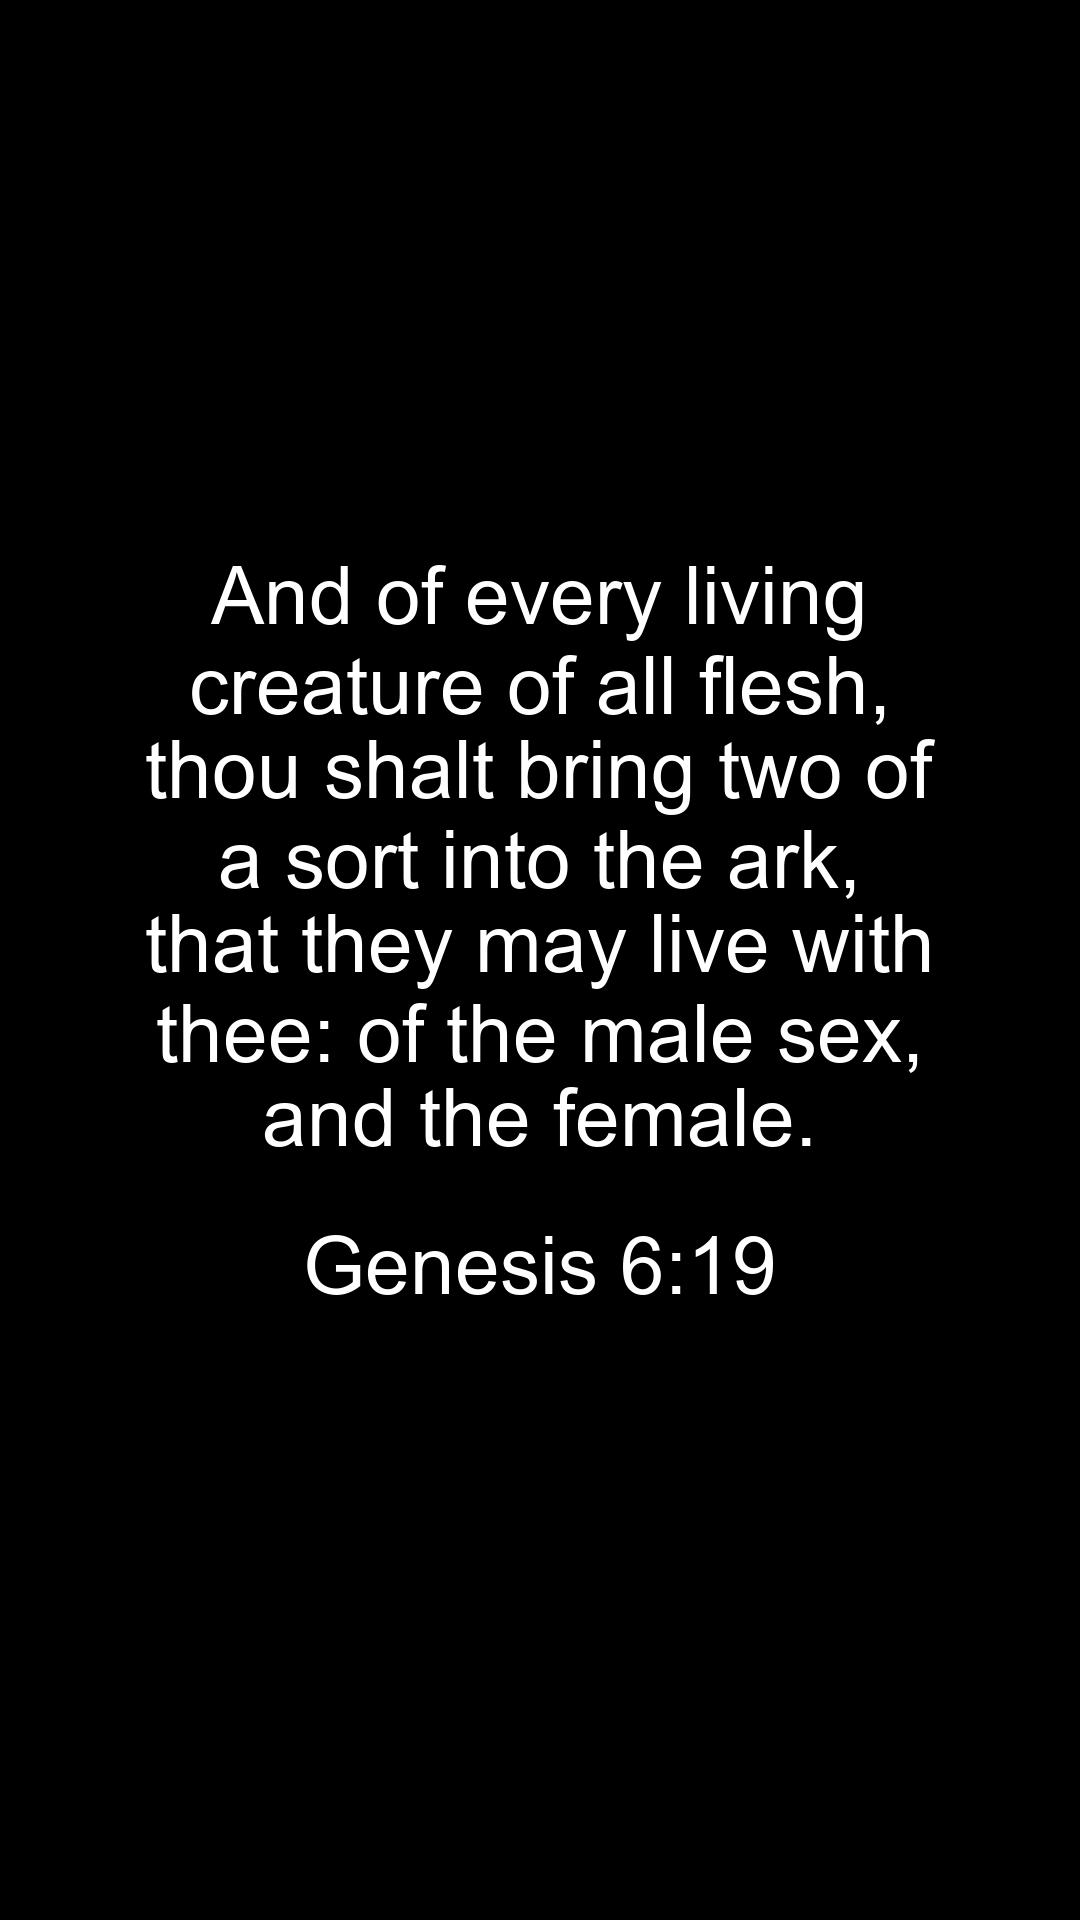 And of every living
creature of all flesh,
thou shalt bring two of
a sort into the ark,
that they may live with
thee: of the male sex,
and the female.
Genesis 6:19